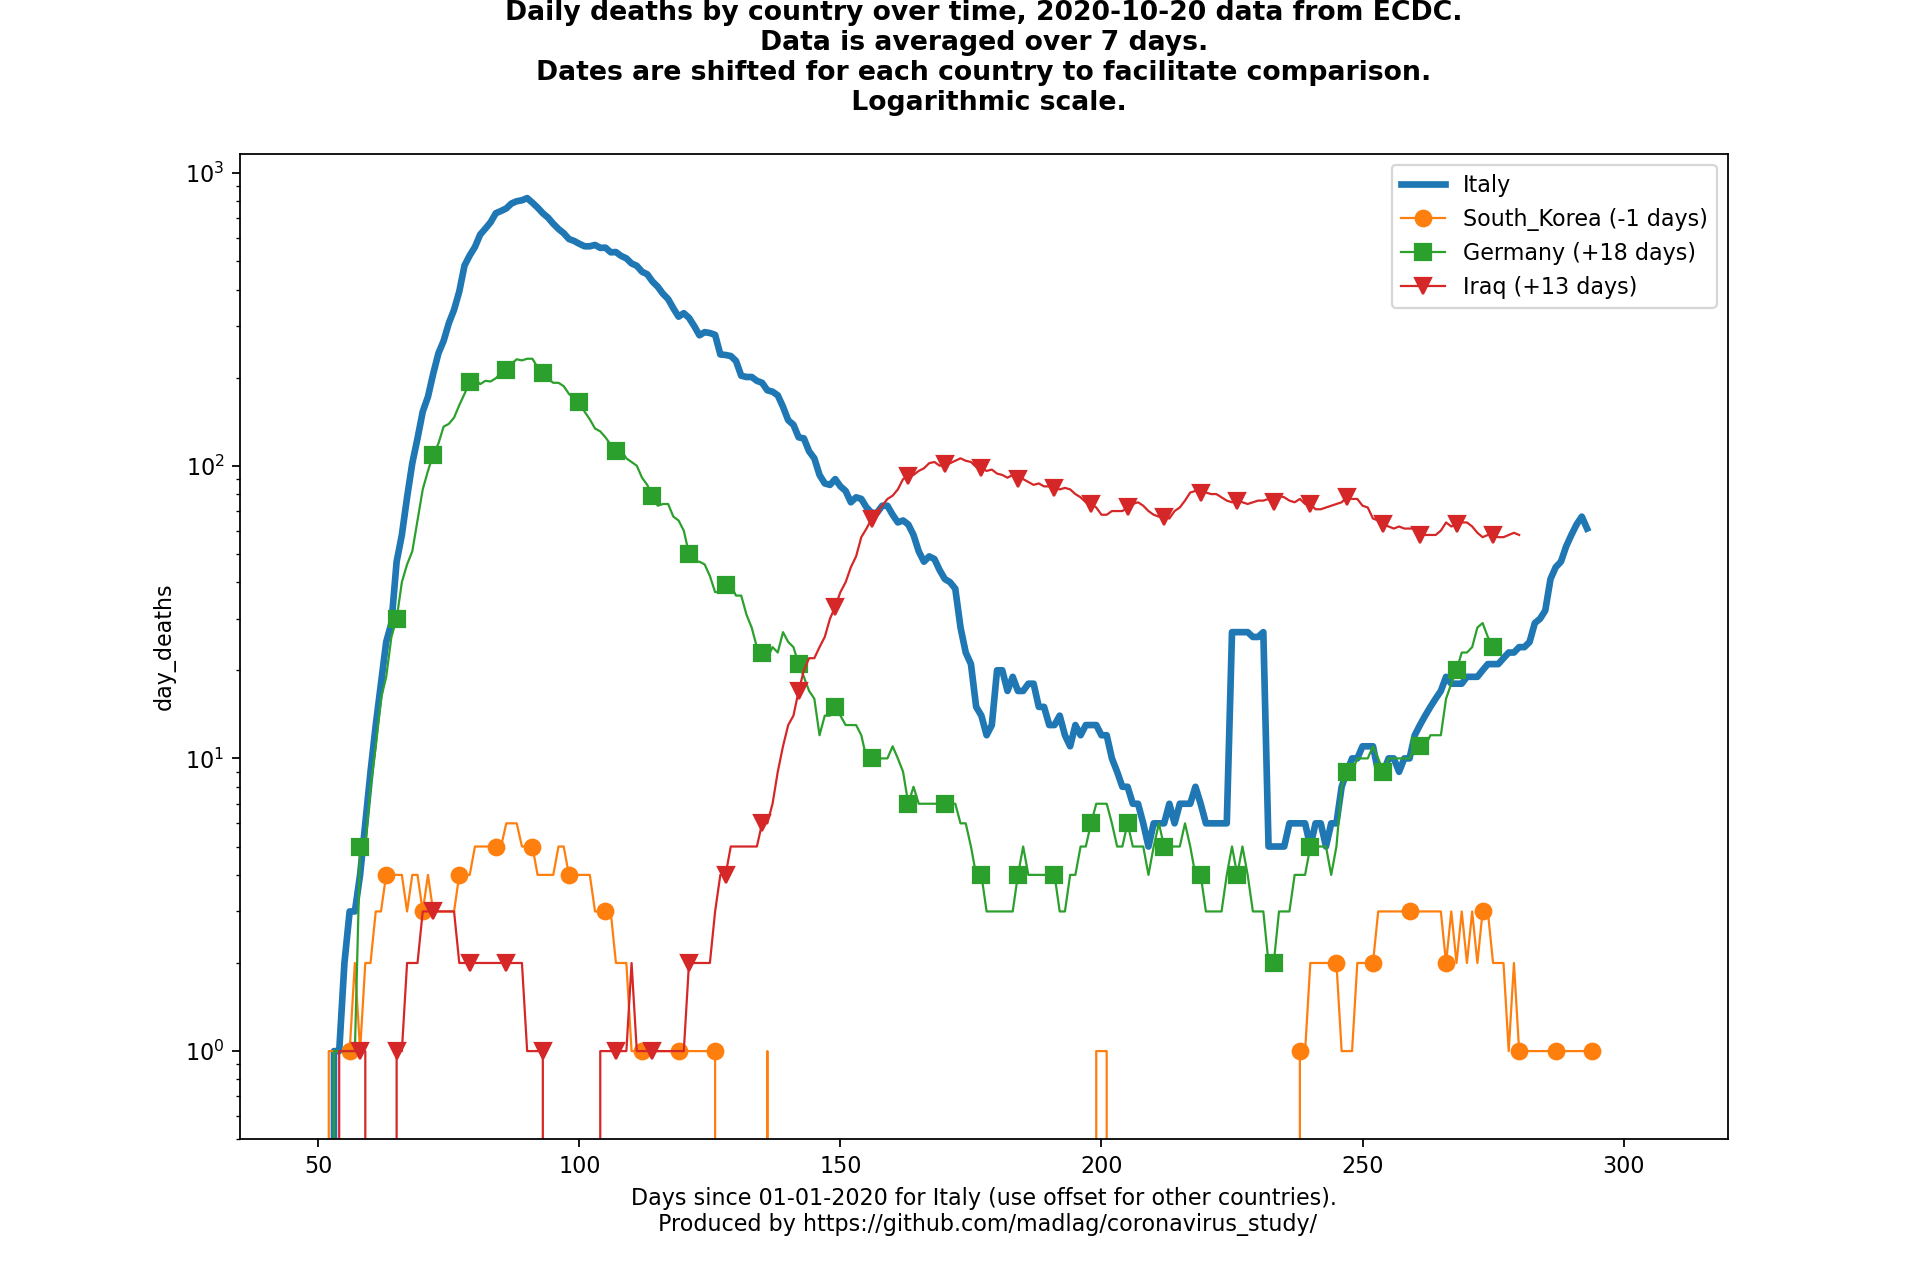 Daily deaths by country over time, 2020-10-20 data from ECDC.
Data is averaged over 7 days.
Dates are shifted for each country to facilitate comparison.
Logarithmic scale.
10³
10²
10¹
10⁰
day_deaths
Italy
South_Korea (-1 days)
Germany (+18 days)
Iraq (+13 days)
50 100 150 200 250 300
Days since 01-01-2020 for Italy (use offset for other countries).
Produced by https://github.com/madlag/coronavirus_study/